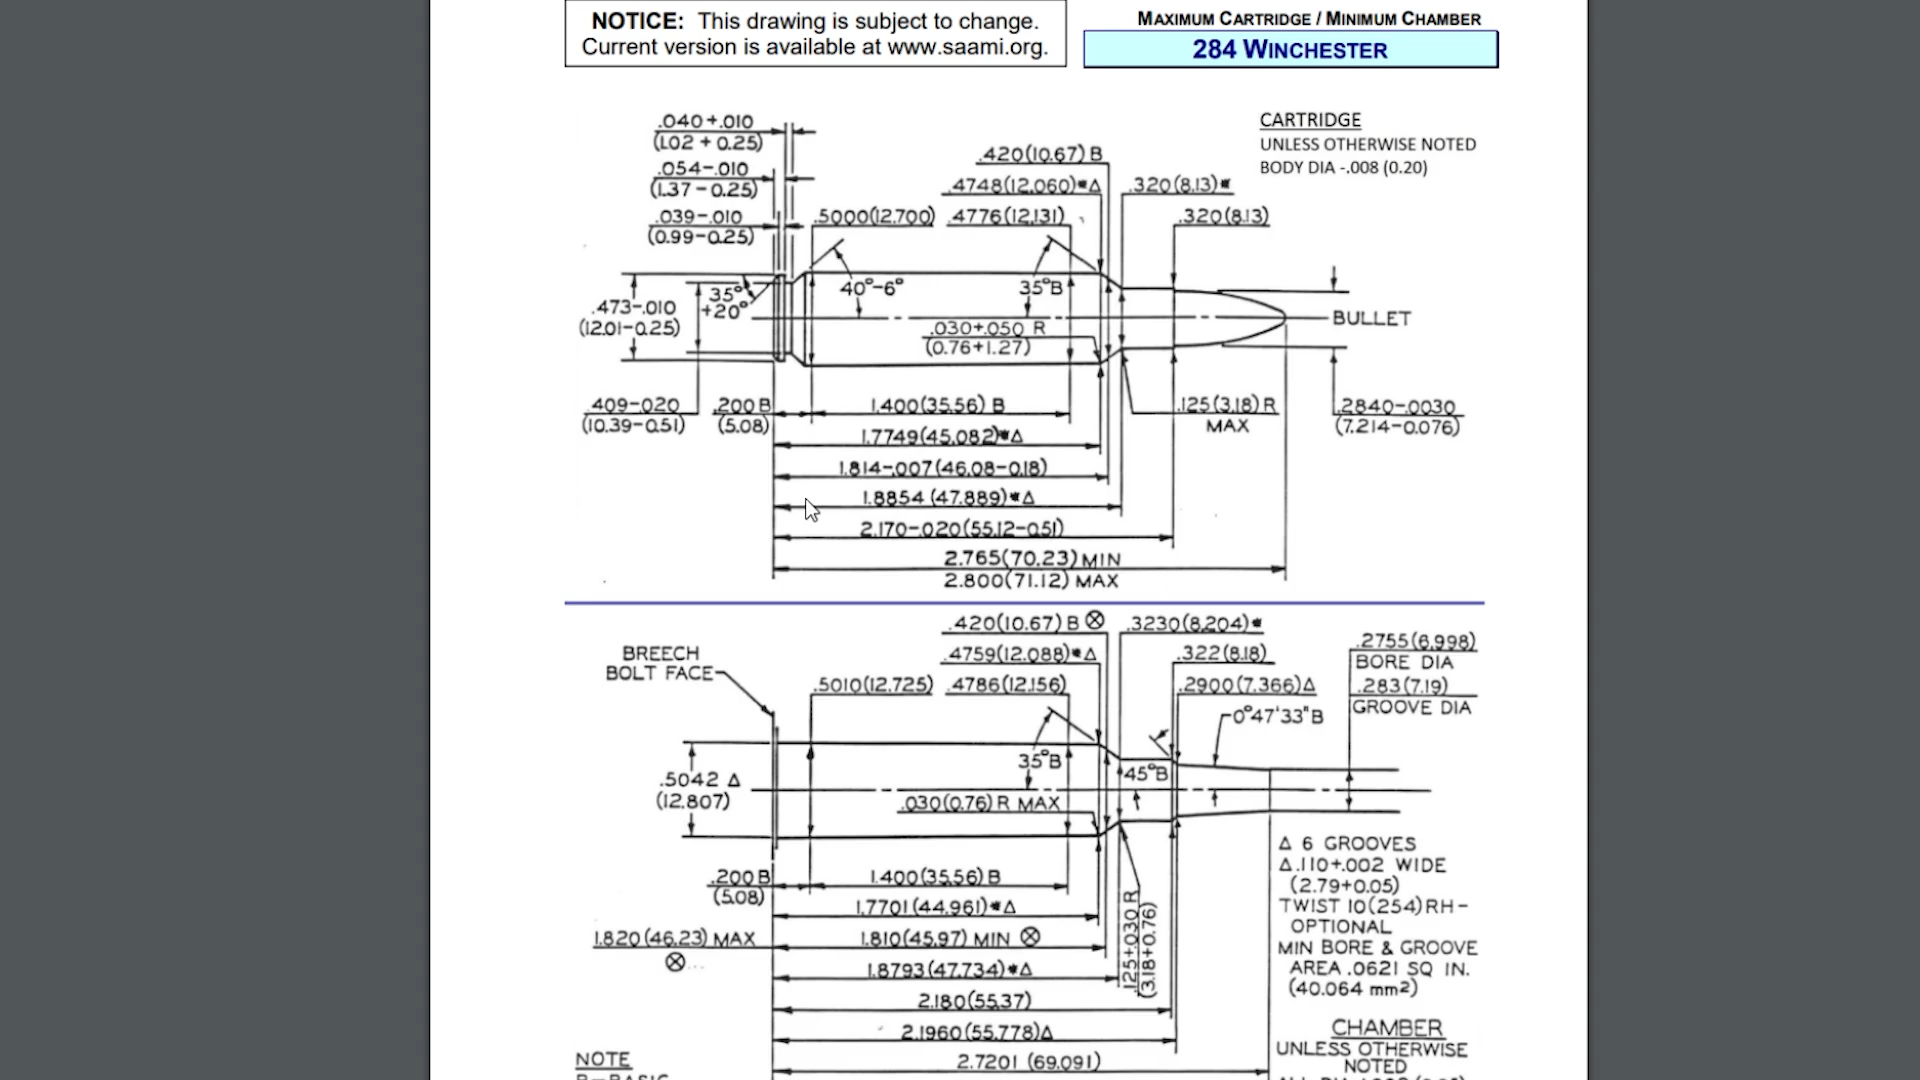 NOTICE: This drawing is subject to change.
Current version is available at www.saami.org.
MAXIMUM CARTRIDGE / MINIMUM CHAMBER
284 WINCHESTER
CARTRIDGE
UNLESS OTHERWISE NOTED
BODY DIA -.008 (0.20)
.040+.010
(1.02 + 0.25)
.054-.010
(1.37-0.25)
.039-.010
(0.99-0.25)
.420(10.67) B
.4748(12.060)*Δ
.320(8.13)*
.5000(12.700)
.4776(12.131)
.320(8.13)
40°-6°
35°B
35°
+20°
.473-.010
(12.01-0.25)
.030+.050 R
(0.76+1.27)
BULLET
.409-.020
(10.39-0.51)
.200 B
(5.08)
1.400(35.56) B
.125(3.18) R
MAX
.2840-.0030
(7.214-0.076)
1.7749(45.082)*Δ
1.814-.007(46.08-0.18)
1.8854(47.889)*Δ
2.170-.020(55.12-0.51)
2.765(70.23) MIN
2.800(71.12) MAX
.420(10.67) B ⊗
.3230(8.204)*
.4759(12.088)*Δ
.322(8.18)
.2755(6.998)
BORE DIA
.283(7.19)
GROOVE DIA
BREECH
BOLT FACE
.5010(12.725)
.4786(12.156)
.2900(7.366)Δ
0°47'33"B
35°B
45°B
.5042 Δ
(12.807)
.030(0.76) R MAX
.200 B
(5.08)
1.400(35.56) B
1.7701(44.961)*Δ
1.820(46.23) MAX
⊗
1.810(45.97) MIN ⊗
1.8793(47.734)*Δ
2.180(55.37)
2.1960(55.778)Δ
2.7201 (69.091)
.125+.030 R
(3.18+0.76)
Δ 6 GROOVES
Δ.110+.002 WIDE
(2.79+0.05)
TWIST 10(254)RH-
OPTIONAL
MIN BORE & GROOVE
AREA .0621 SQ IN.
(40.064 mm2)
CHAMBER
UNLESS OTHERWISE
NOTED
NOTE